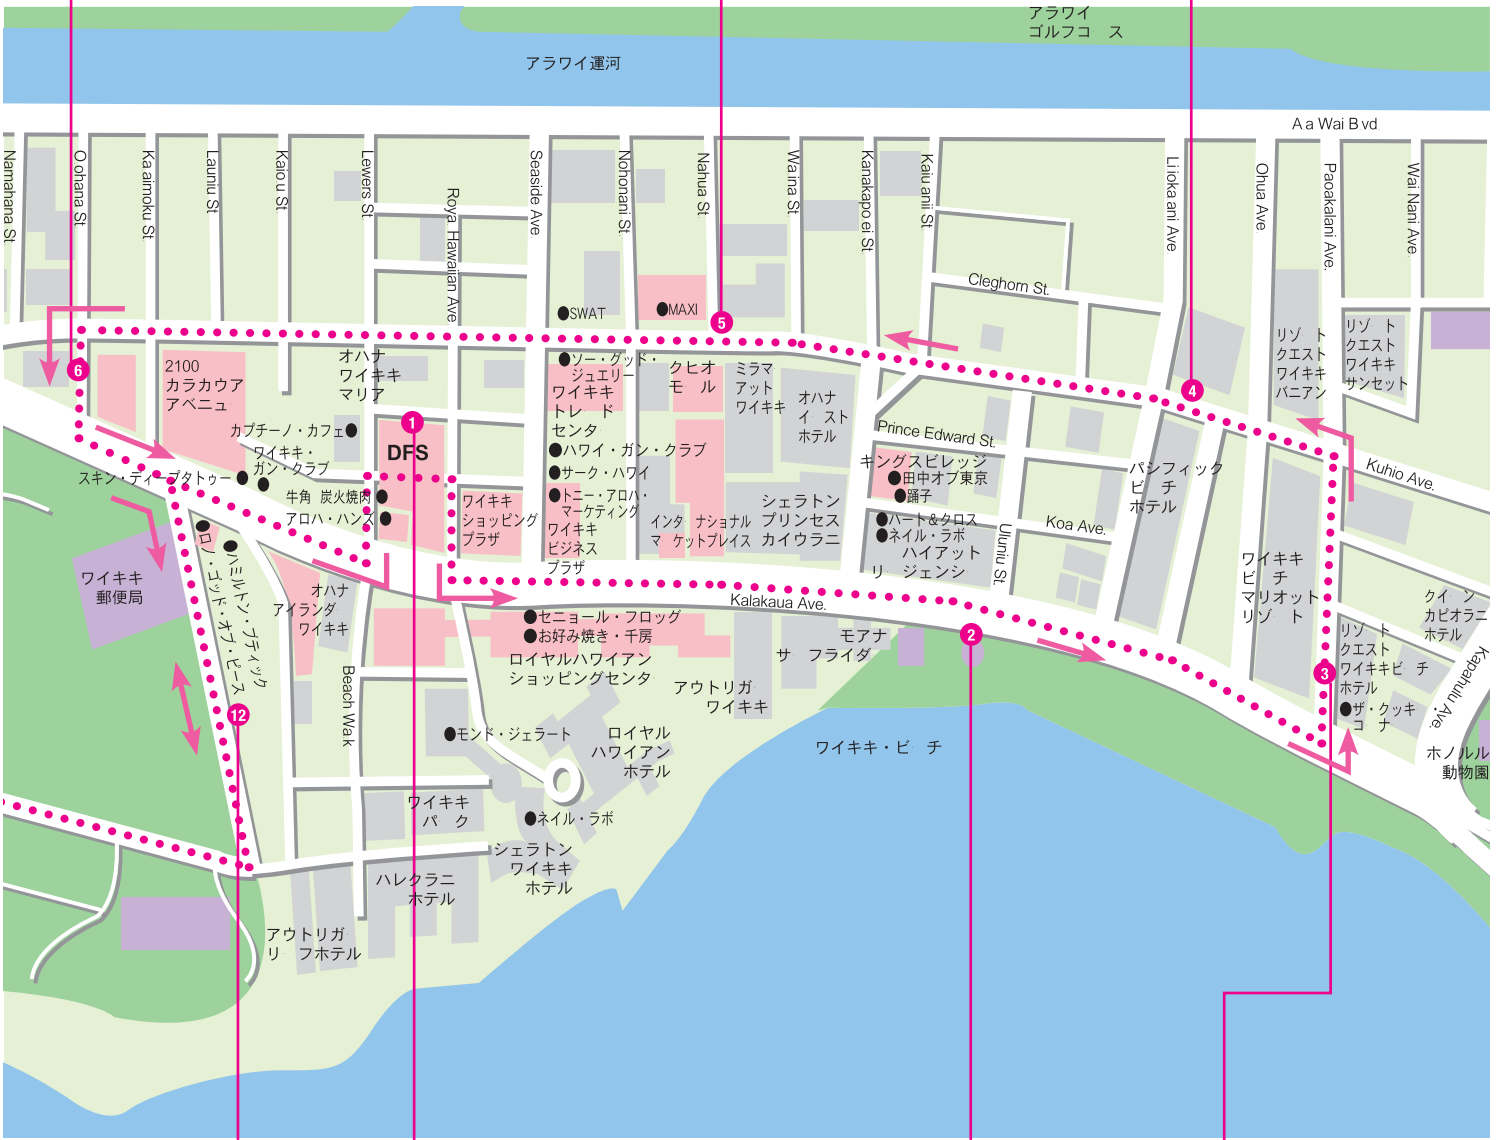 アラワイ
ゴルフコ ス
アラワイ運河
A a Wai B vd
Namahana St
O ohana St
Ka aimoku St
Launiu St
Kaio u St
Lewers St
Roya Hawaiian Ave
Seaside Ave.
Nohonani St
Nahua St
Wa ina St
Kanakapo ei St
Kaiu anii St
Li ioka ani Ave
Ohua Ave
Paoakalani Ave.
Wai Nani Ave.
Cleghorn St.
SWAT
MAXI
5
6
4
2100
カラカウア
アベニュ
オハナ
ワイキキ
マリア
ソー・グッド・
ジュエリー
ワイキキ
トレ ド
センタ
クヒオ
モ ル
ミラマ
アット
ワイキキ
オハナ
イ スト
ホテル
リゾ ト
クエスト
ワイキキ
バニアン
リゾ ト
クエスト
ワイキキ
サンセット
カプチーノ・カフェ
1
DFS
ワイキキ・
ガン・クラブ
スキン・ディープタトゥー
牛角 炭火焼肉
アロハ・ハンズ
ワイキキ
ショッピング
プラザ
ハワイ・ガン・クラブ
サーク・ハワイ
トニー・アロハ・
マーケティング
ワイキキ
ビジネス
プラザ
インタ ナショナル
マ ケットプレイス
シェラトン
プリンセス
カイウラニ
Prince Edward St.
キングスビレッジ
田中オブ東京
踊子
ハート&クロス
ネイル・ラボ
ハイアット
リ ジェンシ
Uluniu St.
Koa Ave.
パシフィック
ビ チ
ホテル
Kuhio Ave.
ワイキキ
ビ チ
マリオット
リゾ ト
クイ ン
カピオラニ
ホテル
リゾ ト
クエスト
ワイキキビ チ
ホテル
3
ザ・クッキ ・
コ ナ
Kapahulu Ave.
ホノルル
動物園
ワイキキ
郵便局
ロノ・ゴッド・オブ・ピース
ハミルトン・ブティック
オハナ
アイランダ
ワイキキ
Kalakaua Ave.
セニョール・フロッグ
お好み焼き・千房
ロイヤルハワイアン
ショッピングセンタ
モアナ
サ フライダ
2
アウトリガ
ワイキキ
Beach Wa k
12
モンド・ジェラート
ロイヤル
ハワイアン
ホテル
ワイキキ・ビ チ
ワイキキ
パ ク
ネイル・ラボ
シェラトン
ワイキキ
ホテル
ハレクラニ
ホテル
アウトリガ
リ フホテル